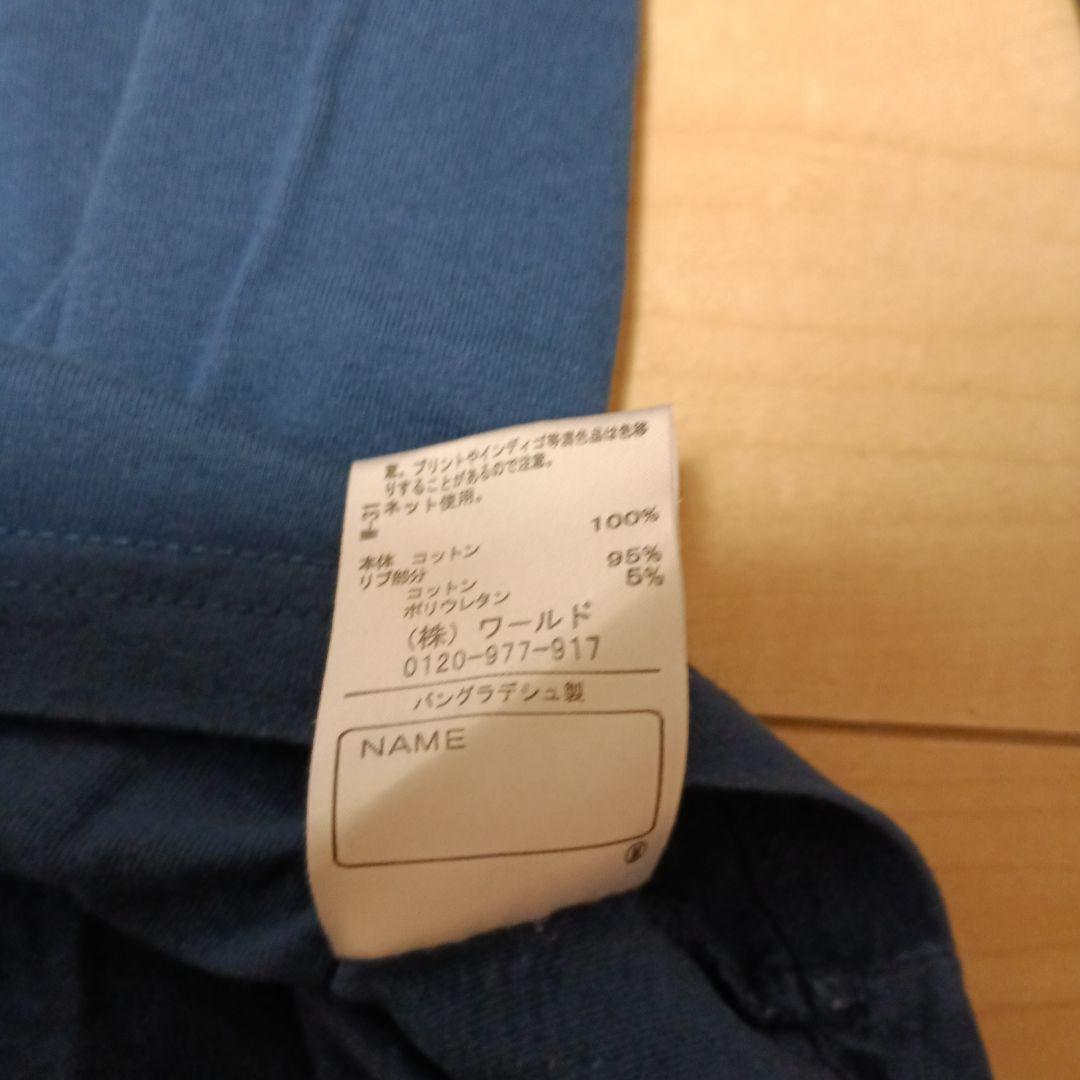 意。プリントやインディゴ等濃色品は色移
りすることがあるので注意。
ネット使用。
W-31
本体 コットン 100%
リブ部分
コットン 95%
ポリウレタン 5%
(株) ワールド
0120-977-917
バングラデシュ製
NAME